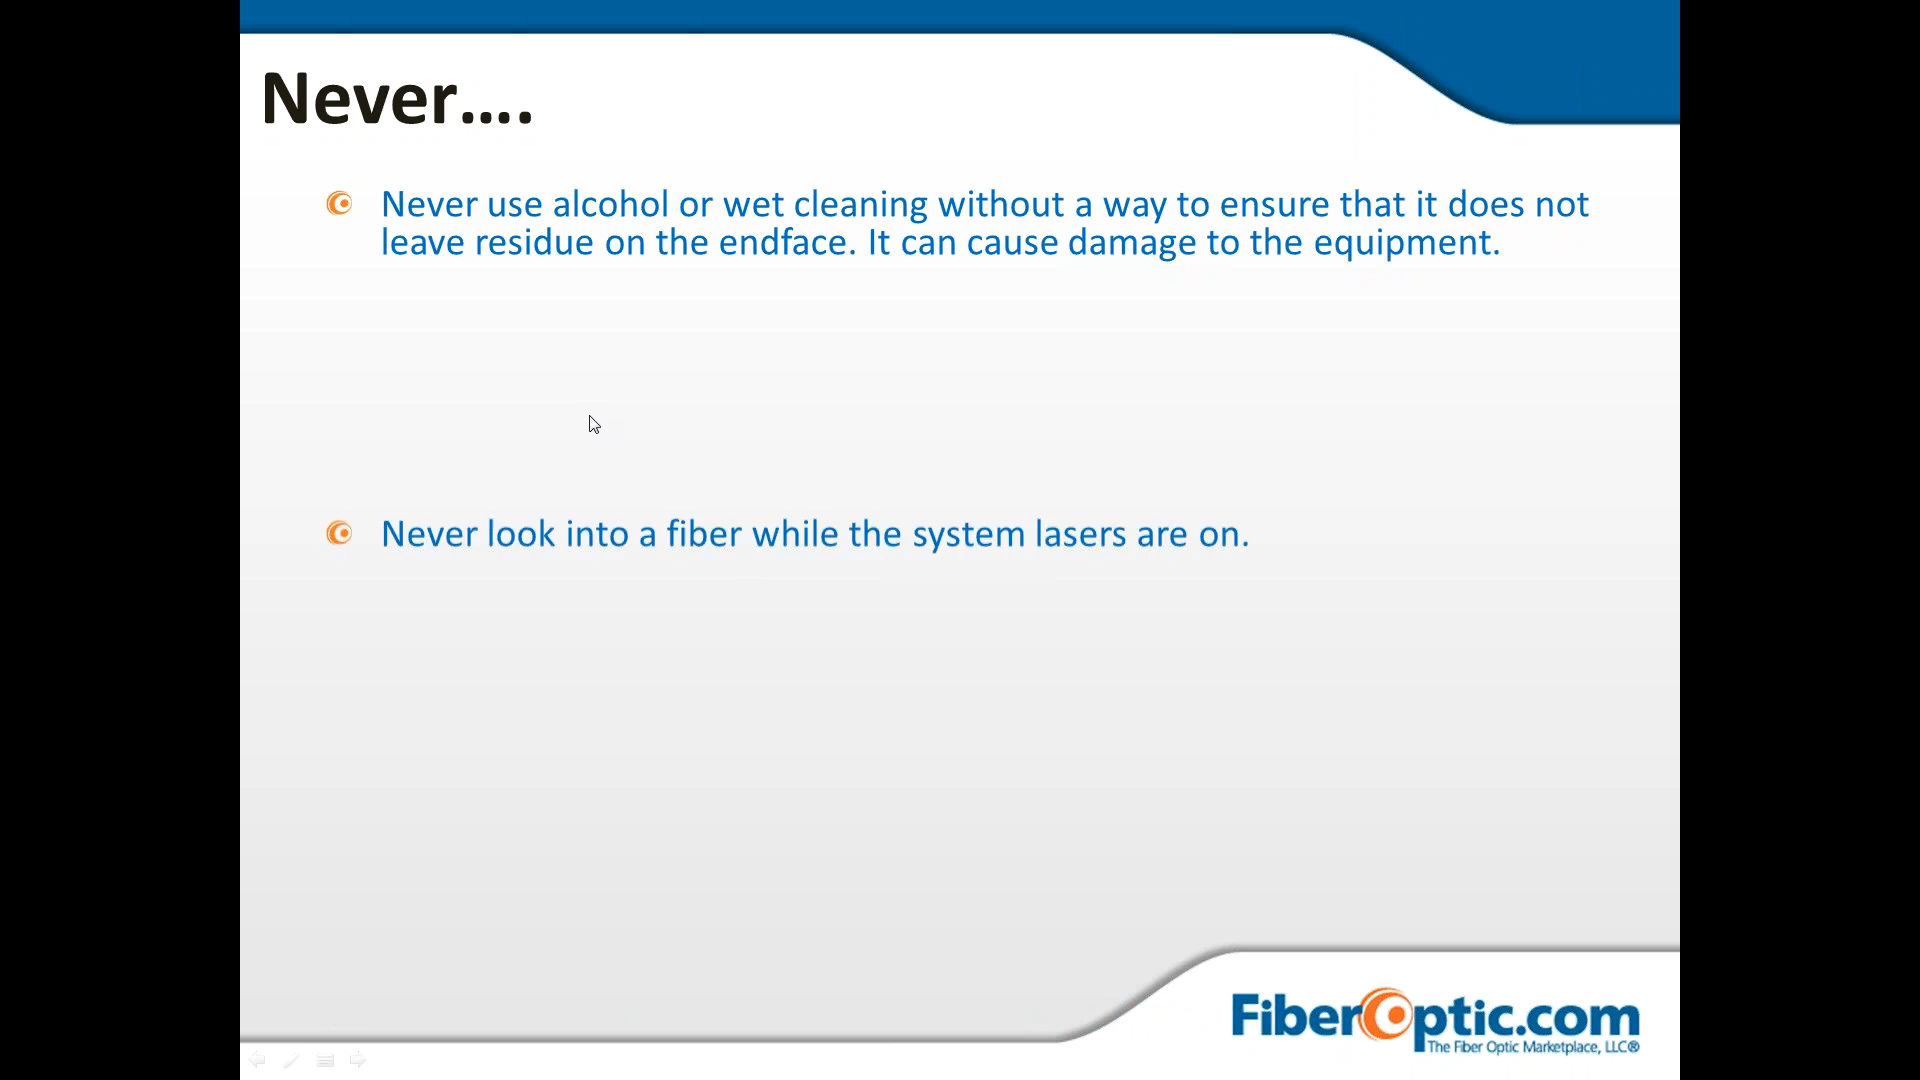 Never....
Never use alcohol or wet cleaning without a way to ensure that it does not
leave residue on the endface. It can cause damage to the equipment.
Never look into a fiber while the system lasers are on.
FiberOptic.com
The Fiber Optic Marketplace, LLC®